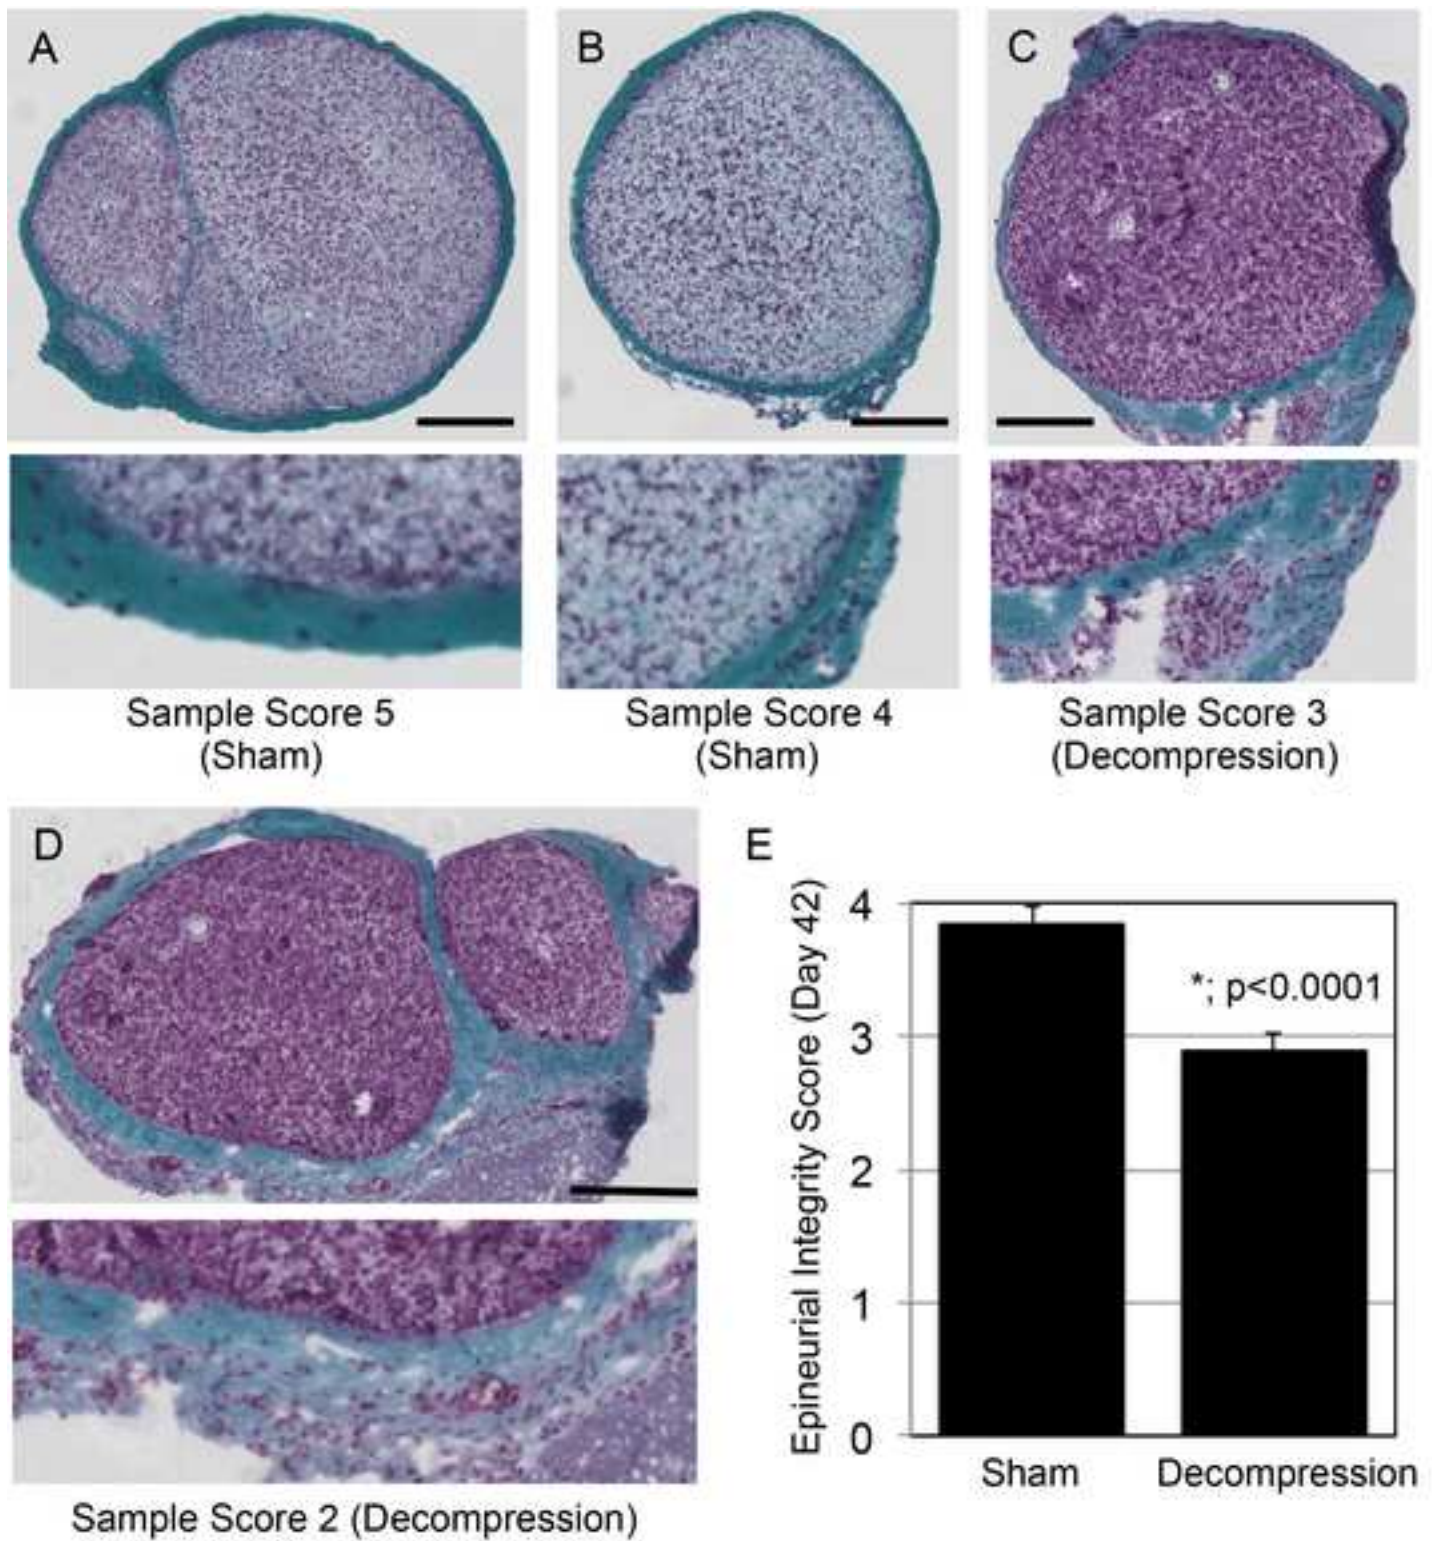 A
B
C
Sample Score 5
(Sham)
Sample Score 4
(Sham)
Sample Score 3
(Decompression)
D
E
Epineurial Integrity Score (Day 42)
4
3
2
1
0
*; p<0.0001
Sham
Decompression
Sample Score 2 (Decompression)